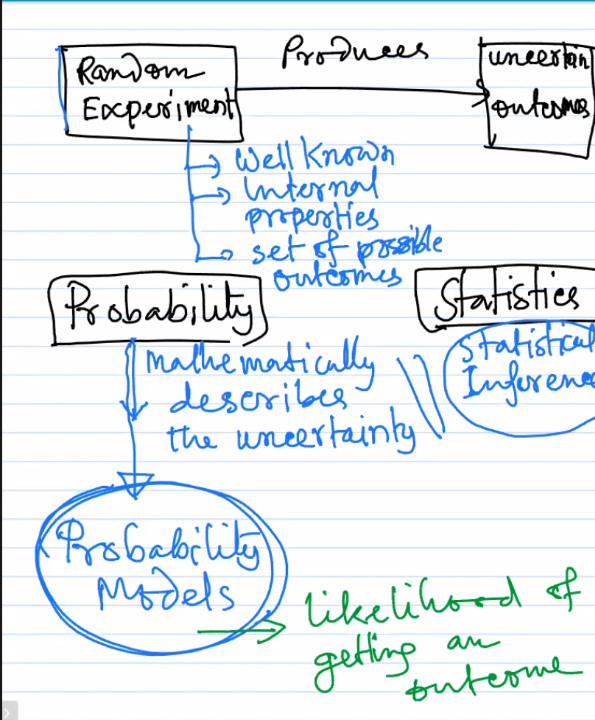 Random
Experiment
Produces
uncertain
outcomes
Well Known
Internal
properties
set of possible
outcomes
Probability
Statistics
mathematically
describes
the uncertainty
Statistical
Inferen
Probability
Models
likelihood of
getting an
outcome